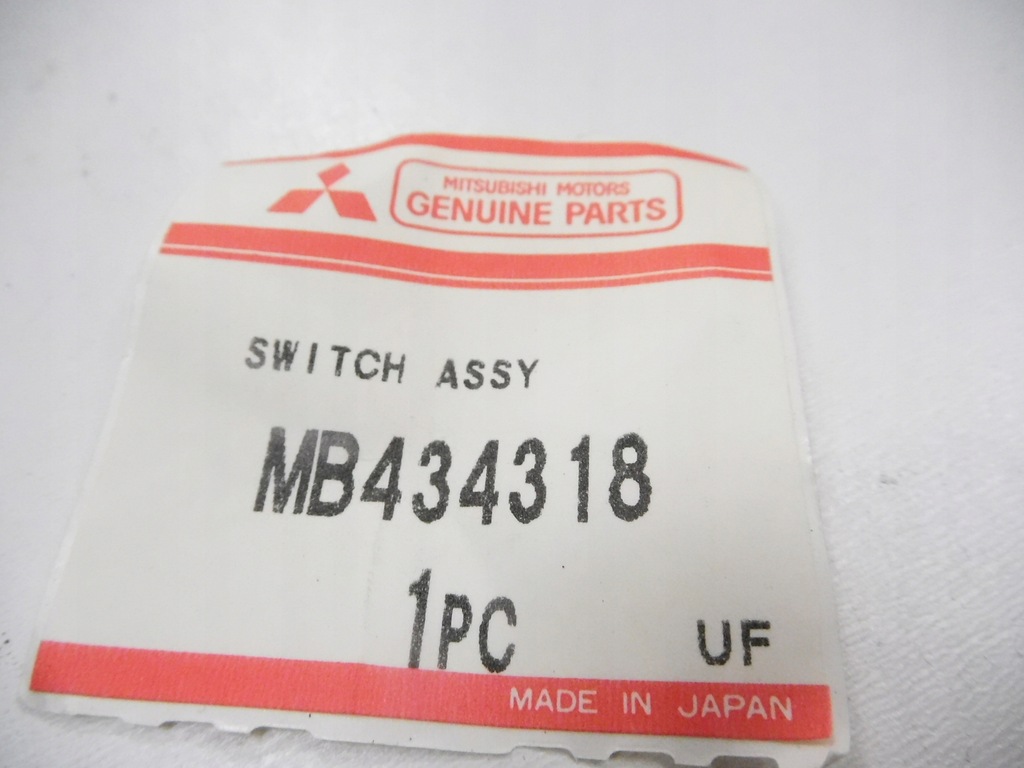 MITSUBISHI MOTORS
GENUINE PARTS
SWITCH ASSY
MB434318
1PC UF
MADE IN JAPAN